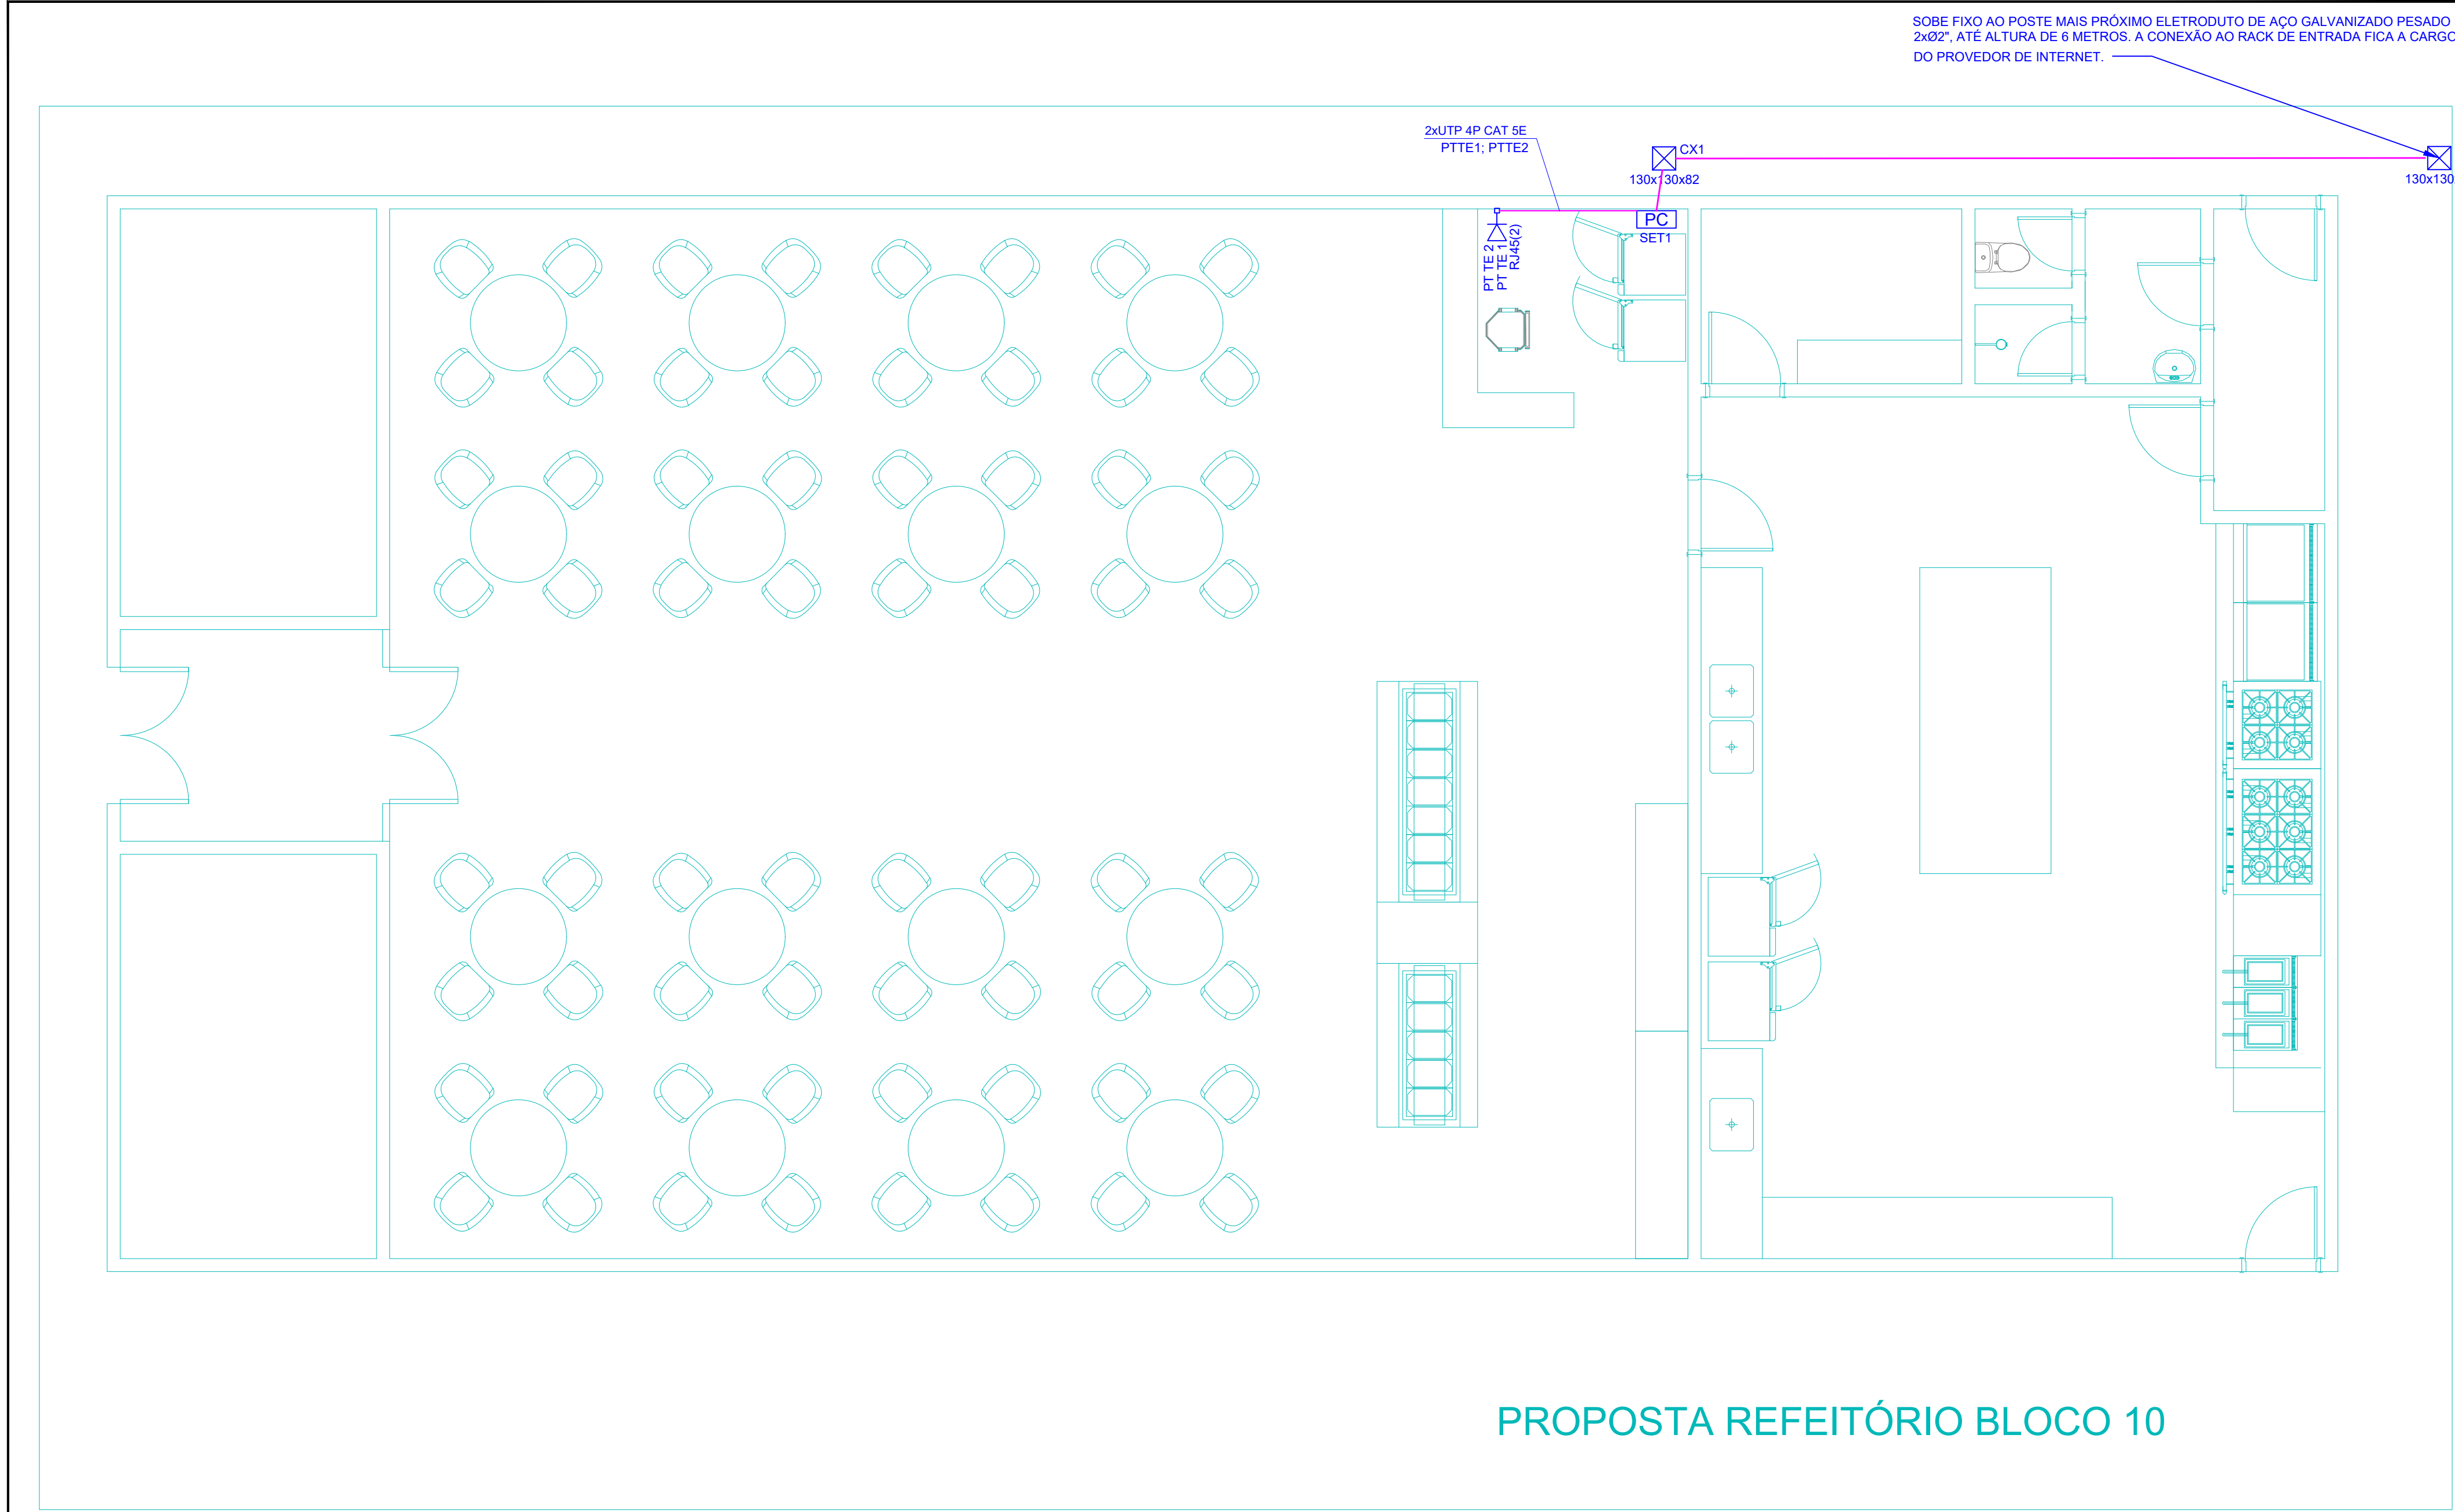 SOBE FIXO AO POSTE MAIS PRÓXIMO ELETRODUTO DE AÇO GALVANIZADO PESADO
2xØ2", ATÉ ALTURA DE 6 METROS. A CONEXÃO AO RACK DE ENTRADA FICA A CARGO
DO PROVEDOR DE INTERNET.
2xUTP 4P CAT 5E
PTTE1; PTTE2
CX1
130x130x82
130x130
PC
SET1
PT TE 2
PT TE 1
RJ45(2)
PROPOSTA REFEITÓRIO BLOCO 10